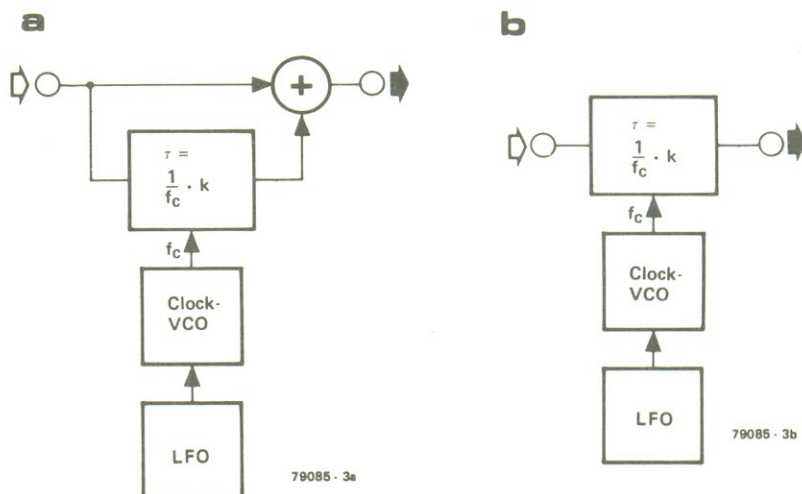 a
+
τ =
1
fc · k
fc
Clock-
VCO
LFO
79085 - 3a
b
τ =
1
fc · k
fc
Clock-
VCO
LFO
79085 - 3b